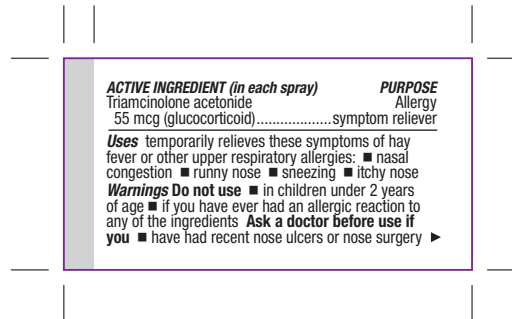 ACTIVE INGREDIENT (in each spray) PURPOSE
Triamcinolone acetonide Allergy
55 mcg (glucocorticoid)....................symptom reliever
Uses temporarily relieves these symptoms of hay
fever or other upper respiratory allergies: ■ nasal
congestion ■ runny nose ■ sneezing ■ itchy nose
Warnings Do not use ■ in children under 2 years
of age ■ if you have ever had an allergic reaction to
any of the ingredients Ask a doctor before use if
you ■ have had recent nose ulcers or nose surgery ►